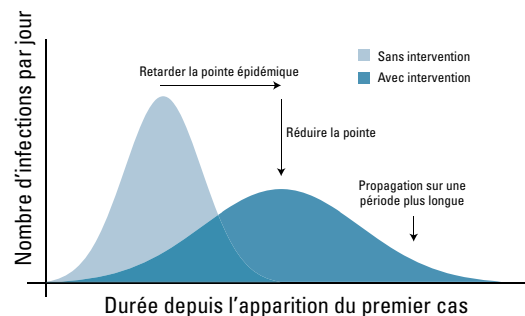 Nombre d'infections par jour
Sans intervention
Avec intervention
Retarder la pointe épidémique
Réduire la pointe
Propagation sur une
période plus longue
Durée depuis l'apparition du premier cas